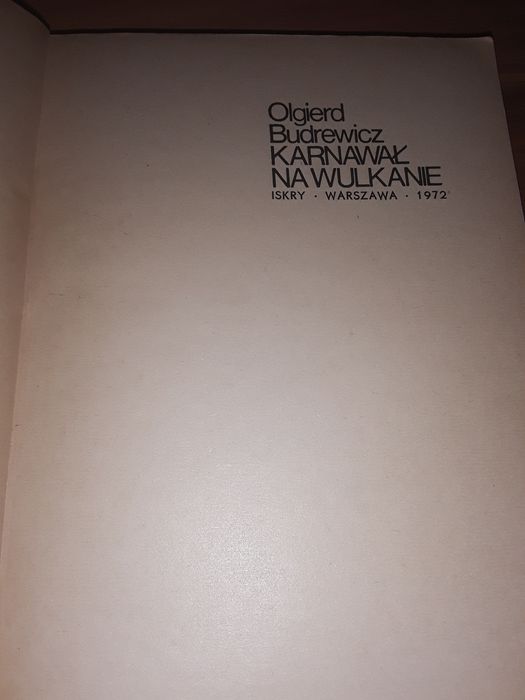 Olgierd
Budrewicz
KARNAWAŁ
NA WULKANIE
ISKRY · WARSZAWA · 1972